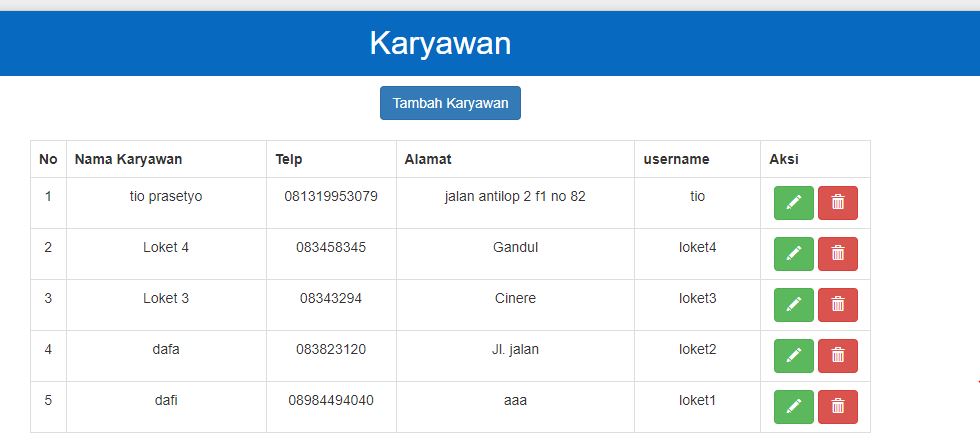 Karyawan
Tambah Karyawan
No Nama Karyawan Telp Alamat username Aksi
1 tio prasetyo 081319953079 jalan antilop 2 f1 no 82 tio
2 Loket 4 083458345 Gandul loket4
3 Loket 3 08343294 Cinere loket3
4 dafa 083823120 Jl. jalan loket2
5 dafi 08984494040 aaa loket1